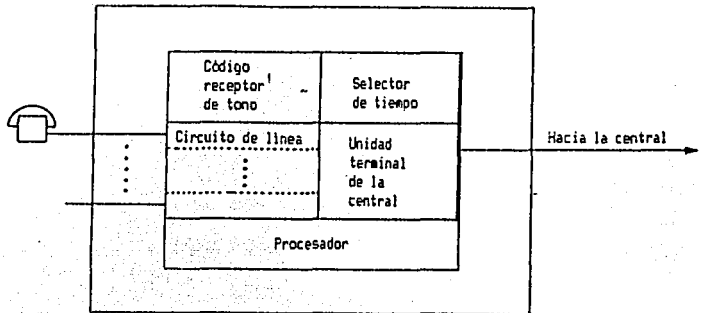 Código
receptor
de tono
Selector
de tiempo
Circuito de línea
Unidad
terminal
de la
central
Hacia la central
Procesador